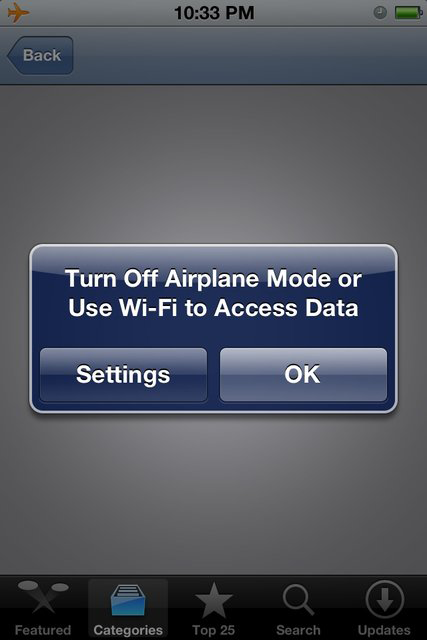 10:33 PM
Back
Turn Off Airplane Mode or
Use Wi-Fi to Access Data
Settings OK
Featured Categories Top 25 Search Updates